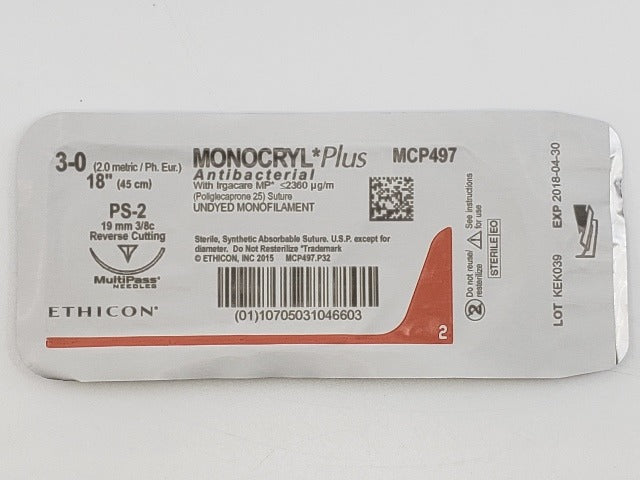 3-0 (2.0 metric / Ph. Eur.)
18" (45 cm)
PS-2
19 mm 3/8c
Reverse Cutting
MultiPass*
NEEDLES
ETHICON*
MONOCRYL* Plus MCP497
Antibacterial
With Irgacare MP* ≤2360 µg/m
(Poliglecaprone 25) Suture
UNDYED MONOFILAMENT
Sterile, Synthetic Absorbable Suture. U.S.P. except for
diameter. Do Not Resterilize *Trademark
© ETHICON, INC 2015 MCP497.P32
(01)10705031046603
2
2 Do not reuse/
resterilize
See instructions
for use
STERILE EO
LOT KEK039 EXP 2018-04-30